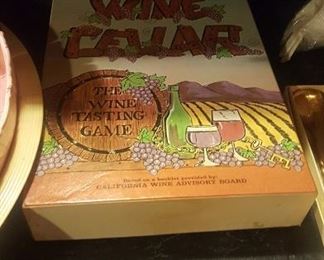 WINE
CELLAR
THE
WINE
TASTING
GAME
Based on a booklet provided by:
CALIFORNIA WINE ADVISORY BOARD